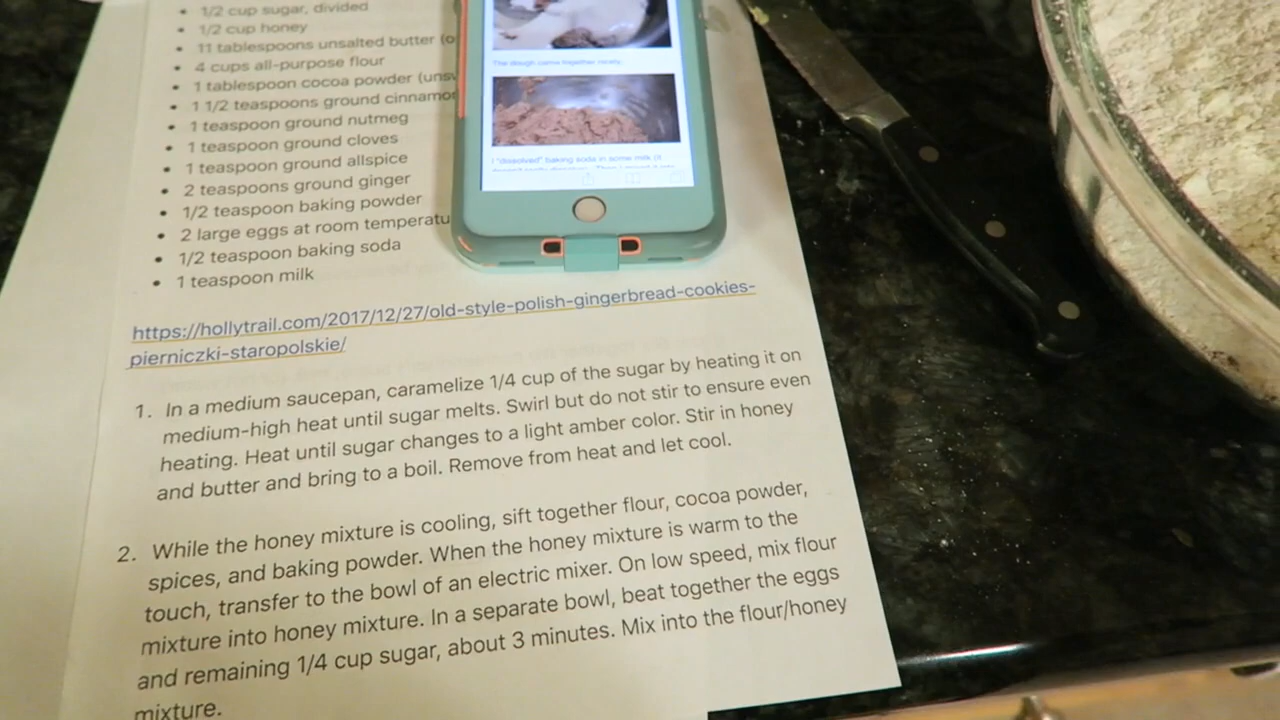 1/2 cup sugar, divided
1/2 cup honey
11 tablespoons unsalted butter (o
4 cups all-purpose flour
1 tablespoon cocoa powder (unsw
1 1/2 teaspoons ground cinnamon
1 teaspoon ground nutmeg
1 teaspoon ground cloves
1 teaspoon ground allspice
2 teaspoons ground ginger
1/2 teaspoon baking powder
2 large eggs at room temperatu
1/2 teaspoon baking soda
1 teaspoon milk
The dough came together nicely.
I "dissolved" baking soda in some milk (it
https://hollytrail.com/2017/12/27/old-style-polish-gingerbread-cookies-
pierniczki-staropolskie/
1. In a medium saucepan, caramelize 1/4 cup of the sugar by heating it on
medium-high heat until sugar melts. Swirl but do not stir to ensure even
heating. Heat until sugar changes to a light amber color. Stir in honey
and butter and bring to a boil. Remove from heat and let cool.
2. While the honey mixture is cooling, sift together flour, cocoa powder,
spices, and baking powder. When the honey mixture is warm to the
touch, transfer to the bowl of an electric mixer. On low speed, mix flour
mixture into honey mixture. In a separate bowl, beat together the eggs
and remaining 1/4 cup sugar, about 3 minutes. Mix into the flour/honey
mixture.